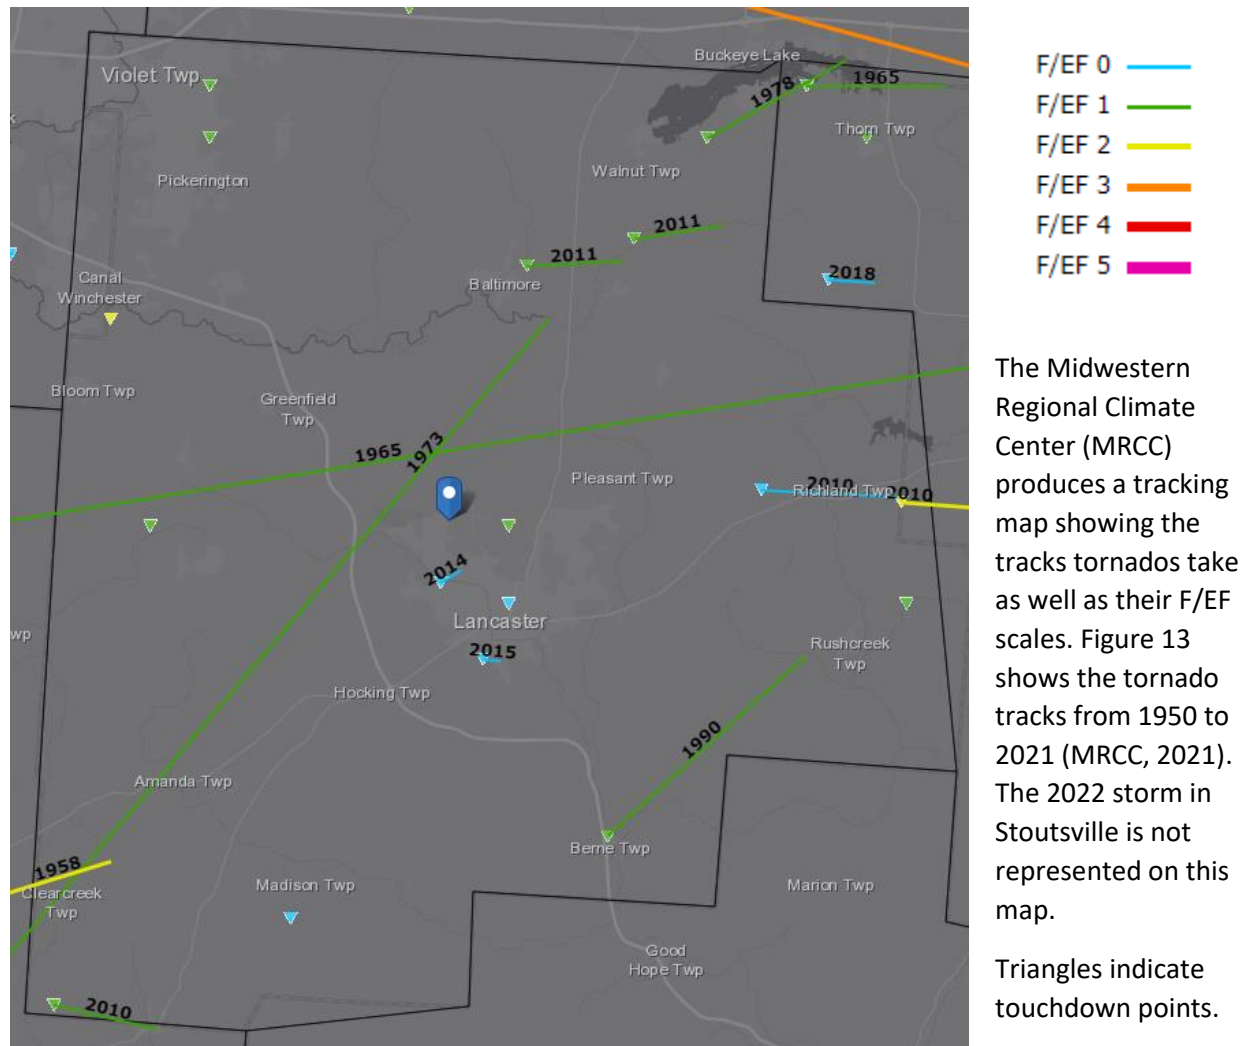 Buckeye Lake
Violet Twp
1978
1965
Thorn Twp
Walnut Twp
Pickerington
2011
2011
2018
Canal
Winchester
Baltimore
Bloom Twp
Greenfield
Twp
1965
1973
Pleasant Twp
2010
Richland Twp
2010
2014
Lancaster
wp
2015
Rushcreek
Twp
Hocking Twp
1990
Amanda Twp
Berne Twp
1958
Clearcreek
Twp
Madison Twp
Marion Twp
Good
Hope Twp
2010
F/EF 0
F/EF 1
F/EF 2
F/EF 3
F/EF 4
F/EF 5
The Midwestern
Regional Climate
Center (MRCC)
produces a tracking
map showing the
tracks tornados take
as well as their F/EF
scales. Figure 13
shows the tornado
tracks from 1950 to
2021 (MRCC, 2021).
The 2022 storm in
Stoutsville is not
represented on this
map.
Triangles indicate
touchdown points.